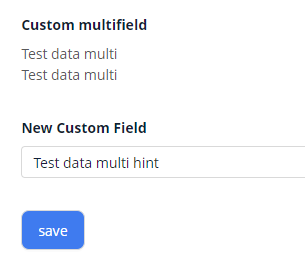 Custom multifield
Test data multi
Test data multi
New Custom Field
Test data multi hint
save